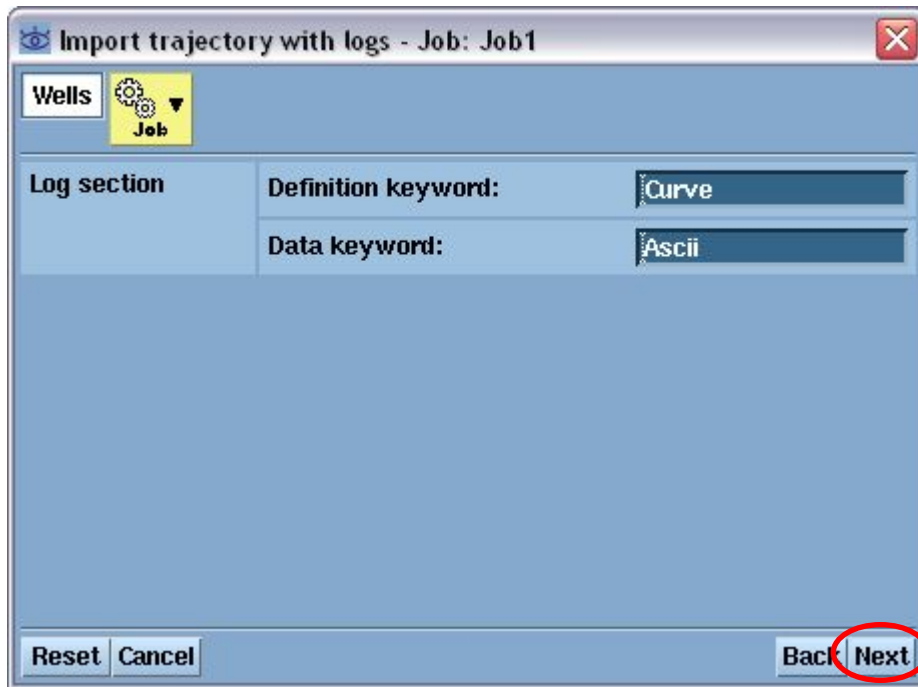 Import trajectory with logs - Job: Job1
Wells
Job
Log section
Definition keyword:
Curve
Data keyword:
Ascii
Reset Cancel
Back Next